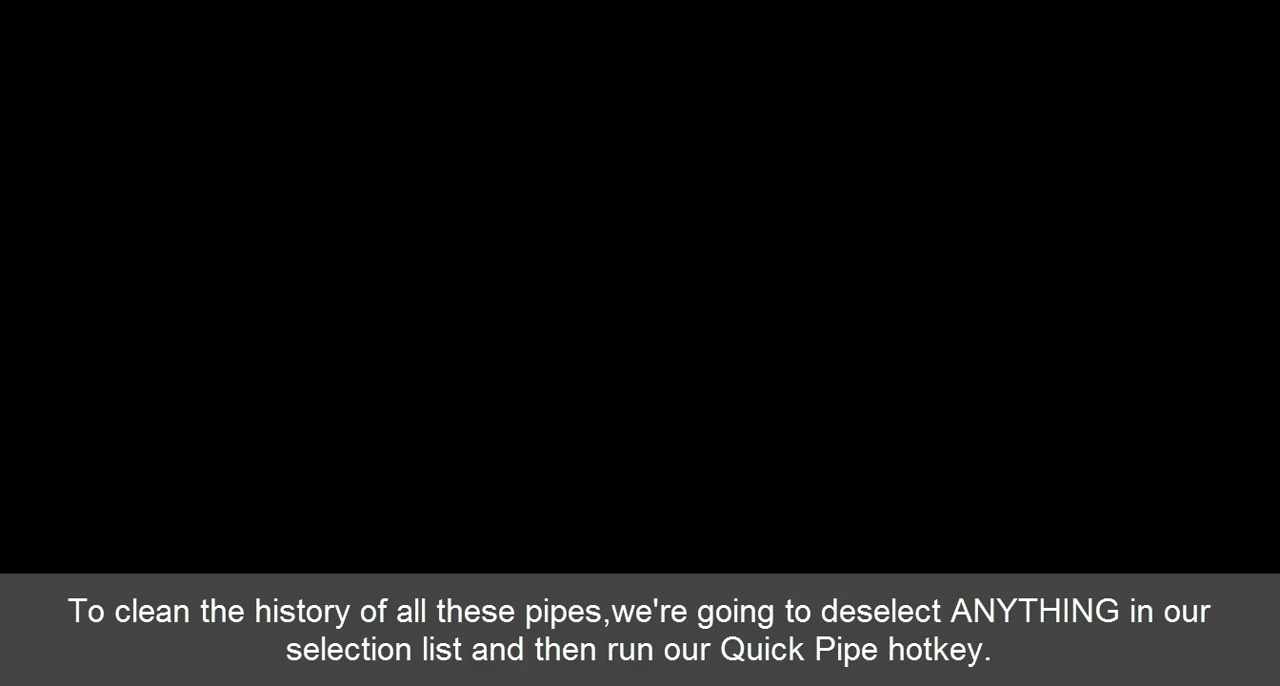 To clean the history of all these pipes,we're going to deselect ANYTHING in our
selection list and then run our Quick Pipe hotkey.